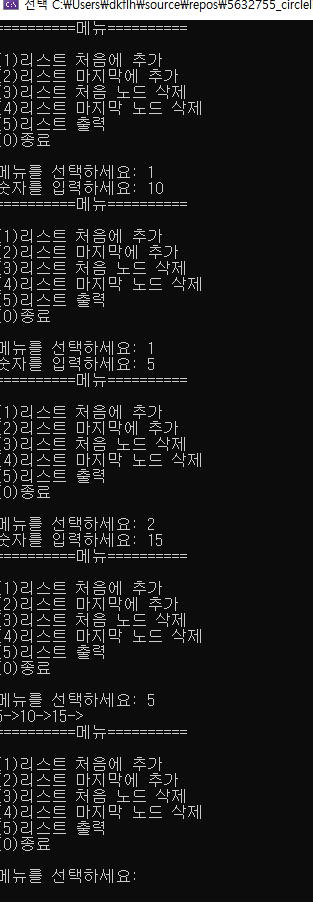 선택 C:\Users\dkflh\source\repos\5632755_circlel
==========메뉴==========
(1)리스트 처음에 추가
(2)리스트 마지막에 추가
(3)리스트 처음 노드 삭제
(4)리스트 마지막 노드 삭제
(5)리스트 출력
(0)종료
메뉴를 선택하세요: 1
숫자를 입력하세요: 10
==========메뉴==========
(1)리스트 처음에 추가
(2)리스트 마지막에 추가
(3)리스트 처음 노드 삭제
(4)리스트 마지막 노드 삭제
(5)리스트 출력
(0)종료
메뉴를 선택하세요: 1
숫자를 입력하세요: 5
==========메뉴==========
(1)리스트 처음에 추가
(2)리스트 마지막에 추가
(3)리스트 처음 노드 삭제
(4)리스트 마지막 노드 삭제
(5)리스트 출력
(0)종료
메뉴를 선택하세요: 2
숫자를 입력하세요: 15
==========메뉴==========
(1)리스트 처음에 추가
(2)리스트 마지막에 추가
(3)리스트 처음 노드 삭제
(4)리스트 마지막 노드 삭제
(5)리스트 출력
(0)종료
메뉴를 선택하세요: 5
5->10->15->
==========메뉴==========
(1)리스트 처음에 추가
(2)리스트 마지막에 추가
(3)리스트 처음 노드 삭제
(4)리스트 마지막 노드 삭제
(5)리스트 출력
(0)종료
메뉴를 선택하세요: